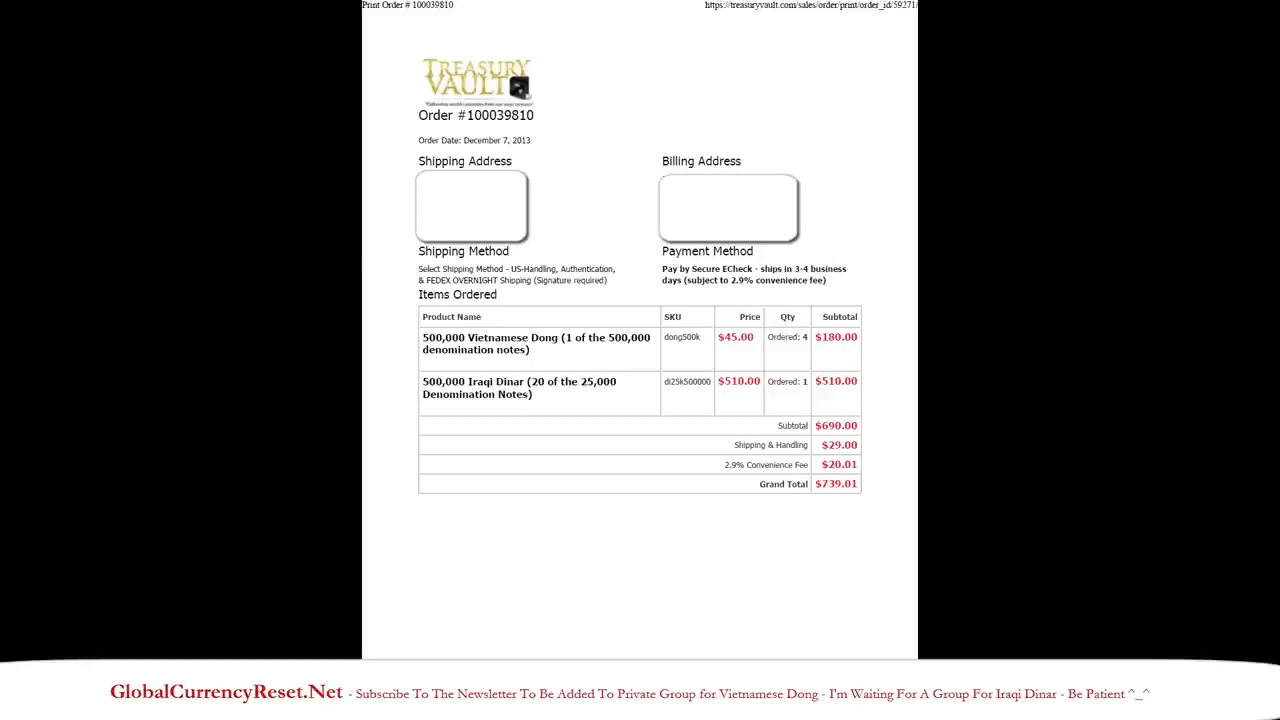 Print Order # 100039810 https://treasuryvault.com/sales/order/print/order_id/59271/
TREASURY
VAULT
Order #100039810
Order Date: December 7, 2013
Shipping Address Billing Address
Shipping Method Payment Method
Select Shipping Method - US-Handling, Authentication, Pay by Secure ECheck - ships in 3-4 business
& FEDEX OVERNIGHT Shipping (Signature required) days (subject to 2.9% convenience fee)
Items Ordered
Product Name SKU Price Qty Subtotal
500,000 Vietnamese Dong (1 of the 500,000 dong500k $45.00 Ordered: 4 $180.00
denomination notes)
500,000 Iraqi Dinar (20 of the 25,000 di25k500000 $510.00 Ordered: 1 $510.00
Denomination Notes)
Subtotal $690.00
Shipping & Handling $29.00
2.9% Convenience Fee $20.01
Grand Total $739.01
GlobalCurrencyReset.Net - Subscribe To The Newsletter To Be Added To Private Group for Vietnamese Dong - I'm Waiting For A Group For Iraqi Dinar - Be Patient ^_^